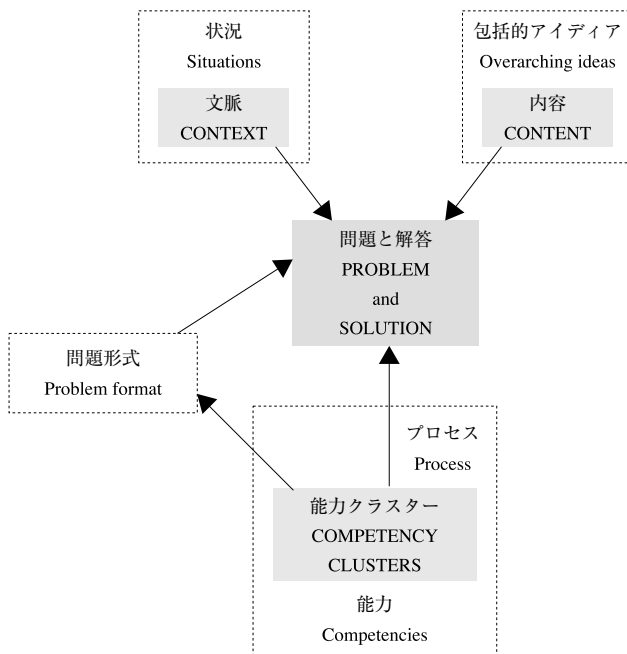 状況
Situations
文脈
CONTEXT
包括的アイディア
Overarching ideas
内容
CONTENT
問題と解答
PROBLEM
and
SOLUTION
問題形式
Problem format
プロセス
Process
能力クラスター
COMPETENCY
CLUSTERS
能力
Competencies